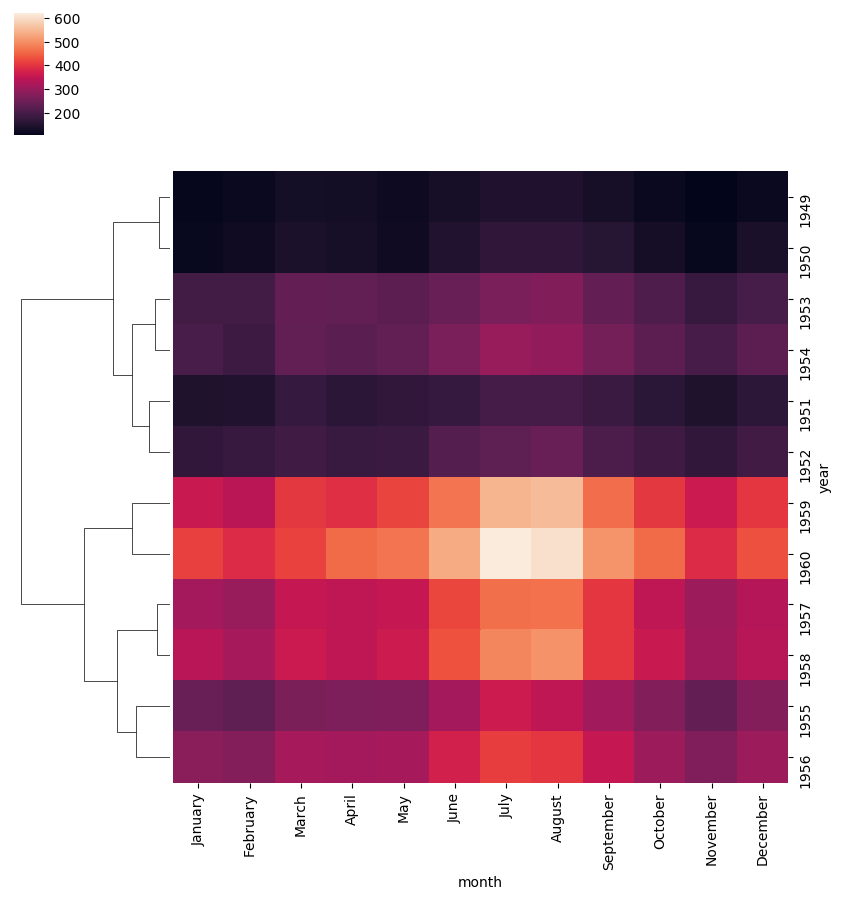 600
500
400
300
200
1949
1950
1953
1954
1951
1952
1959
1960
1957
1958
1955
1956
year
January
February
March
April
May
June
July
August
September
October
November
December
month